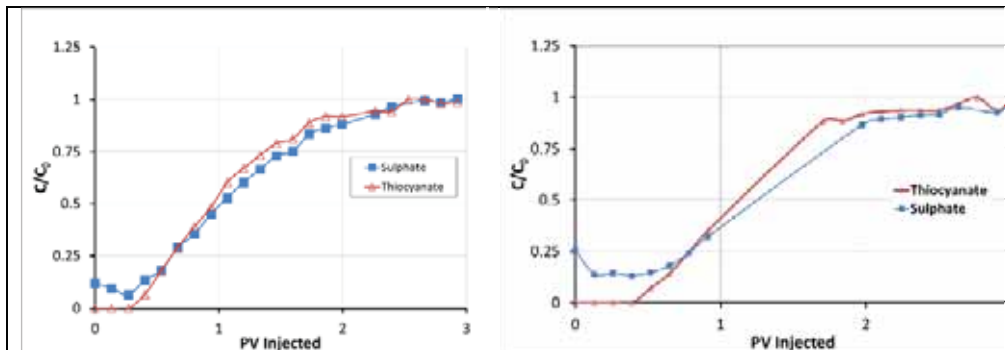 1.25
1
0.75
0.5
0.25
0
C/C₀
0
1
2
3
PV Injected
Sulphate
Thiocyanate
1.25
1
0.75
0.5
0.25
0
C/C₀
0
1
2
PV Injected
Thiocyanate
Sulphate